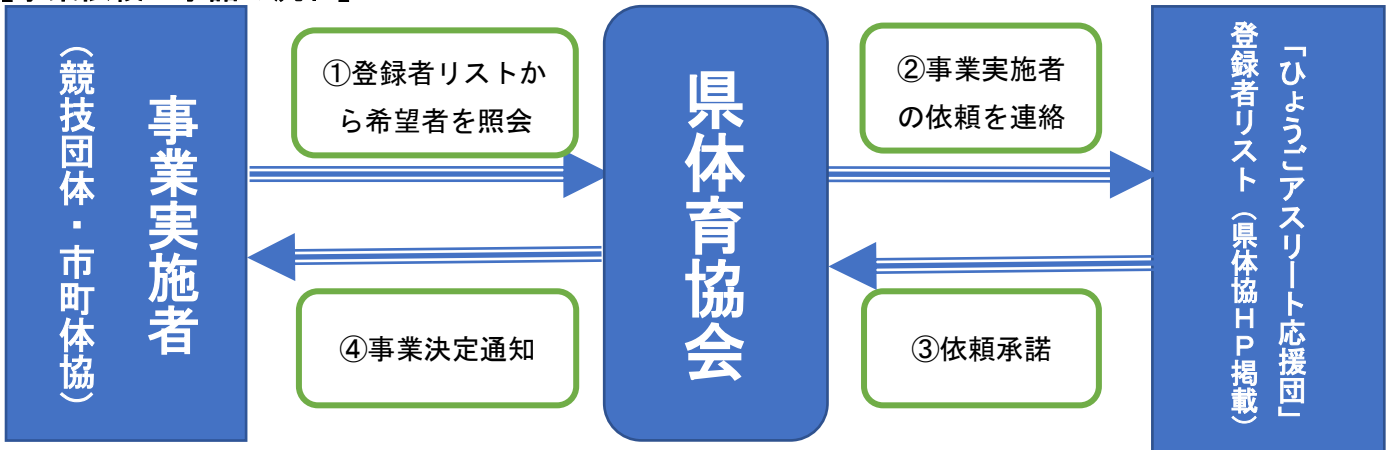 事業実施者
（競技団体・市町体協）
①登録者リストか
ら希望者を照会
県体育協会
②事業実施者
の依頼を連絡
「ひょうごアスリート応援団」
登録者リスト（県体協ＨＰ掲載）
④事業決定通知
③依頼承諾